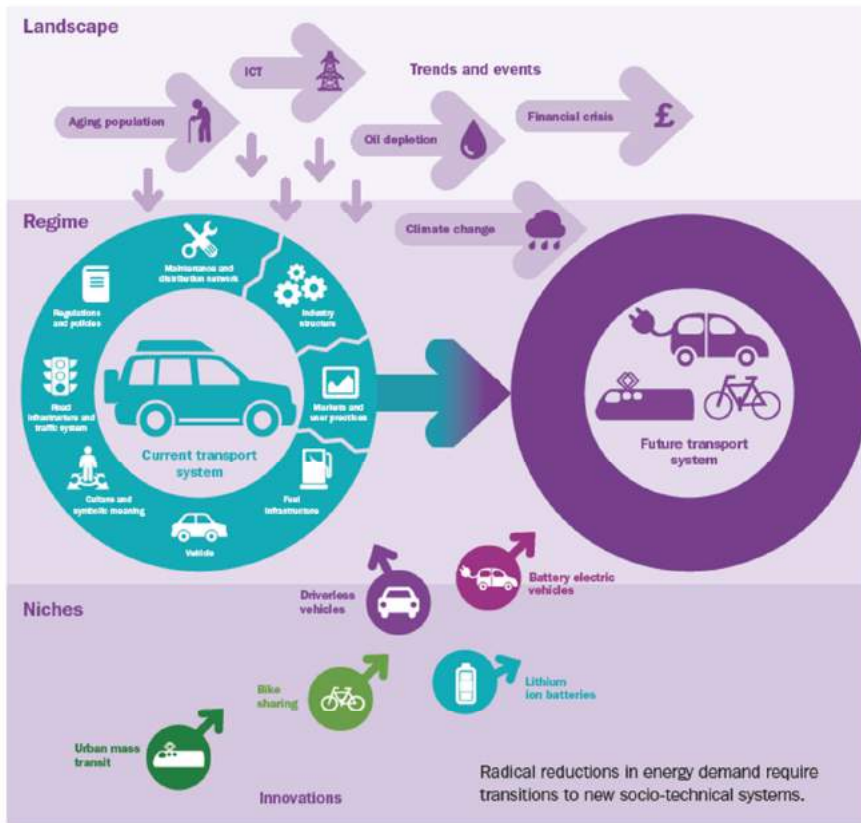 Landscape
ICT
Trends and events
Aging population
Oil depletion
Financial crisis
£
Regime
Climate change
Maintenance and
distribution network
Regulations
and policies
Industry
structure
Road
infrastructure and
traffic system
Markets and
user practices
Current transport
system
Future transport
system
Culture and
symbolic meaning
Fuel
infrastructure
Vehicle
Niches
Driverless
vehicles
Battery electric
vehicles
Bike
sharing
Lithium
ion batteries
Urban mass
transit
Innovations
Radical reductions in energy demand require
transitions to new socio-technical systems.